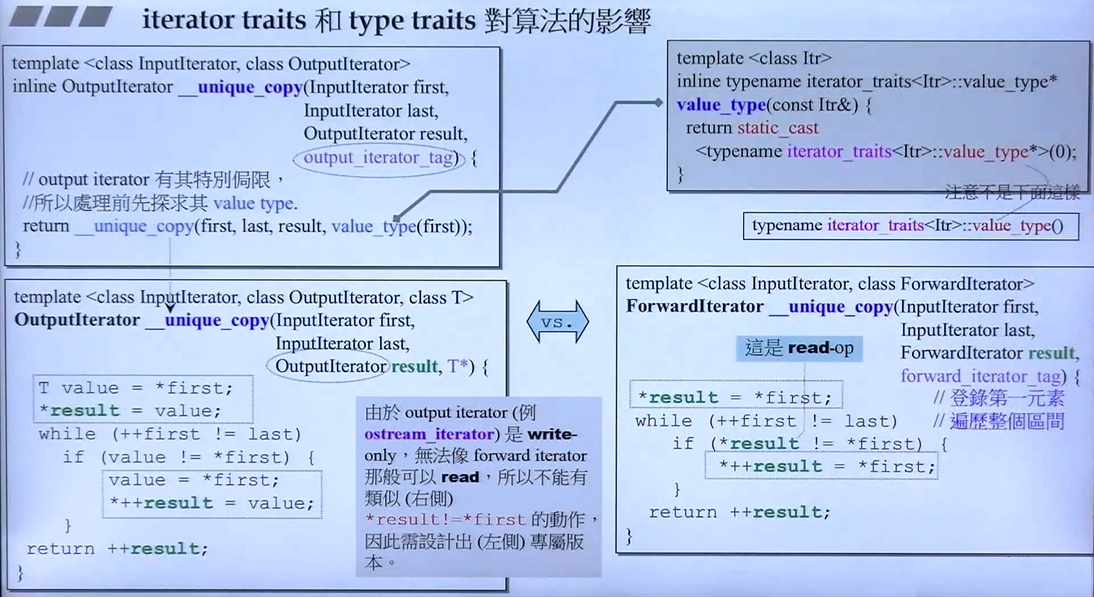 iterator traits 和 type traits 對算法的影響
template <class InputIterator, class OutputIterator>
inline OutputIterator __unique_copy(InputIterator first,
InputIterator last,
OutputIterator result,
output_iterator_tag) {
// output iterator 有其特別侷限，
//所以處理前先探求其 value type.
return __unique_copy(first, last, result, value_type(first));
}
template <class Itr>
inline typename iterator_traits<Itr>::value_type*
value_type(const Itr&) {
return static_cast
<typename iterator_traits<Itr>::value_type*>(0);
}
注意不是下面這樣
typename iterator_traits<Itr>::value_type()
template <class InputIterator, class OutputIterator, class T>
OutputIterator __unique_copy(InputIterator first,
InputIterator last,
OutputIterator result, T*) {
T value = *first;
*result = value;
while (++first != last)
if (value != *first) {
value = *first;
*++result = value;
}
return ++result;
}
由於 output iterator (例
ostream_iterator) 是 write-
only，無法像 forward iterator
那般可以 read，所以不能有
類似 (右側)
*result!=*first 的動作，
因此需設計出 (左側) 專屬版
本。
vs.
template <class InputIterator, class ForwardIterator>
ForwardIterator __unique_copy(InputIterator first,
InputIterator last,
ForwardIterator result,
forward_iterator_tag) {
這是 read-op
*result = *first; // 登錄第一元素
while (++first != last) // 遍歷整個區間
if (*result != *first) {
*++result = *first;
}
return ++result;
}